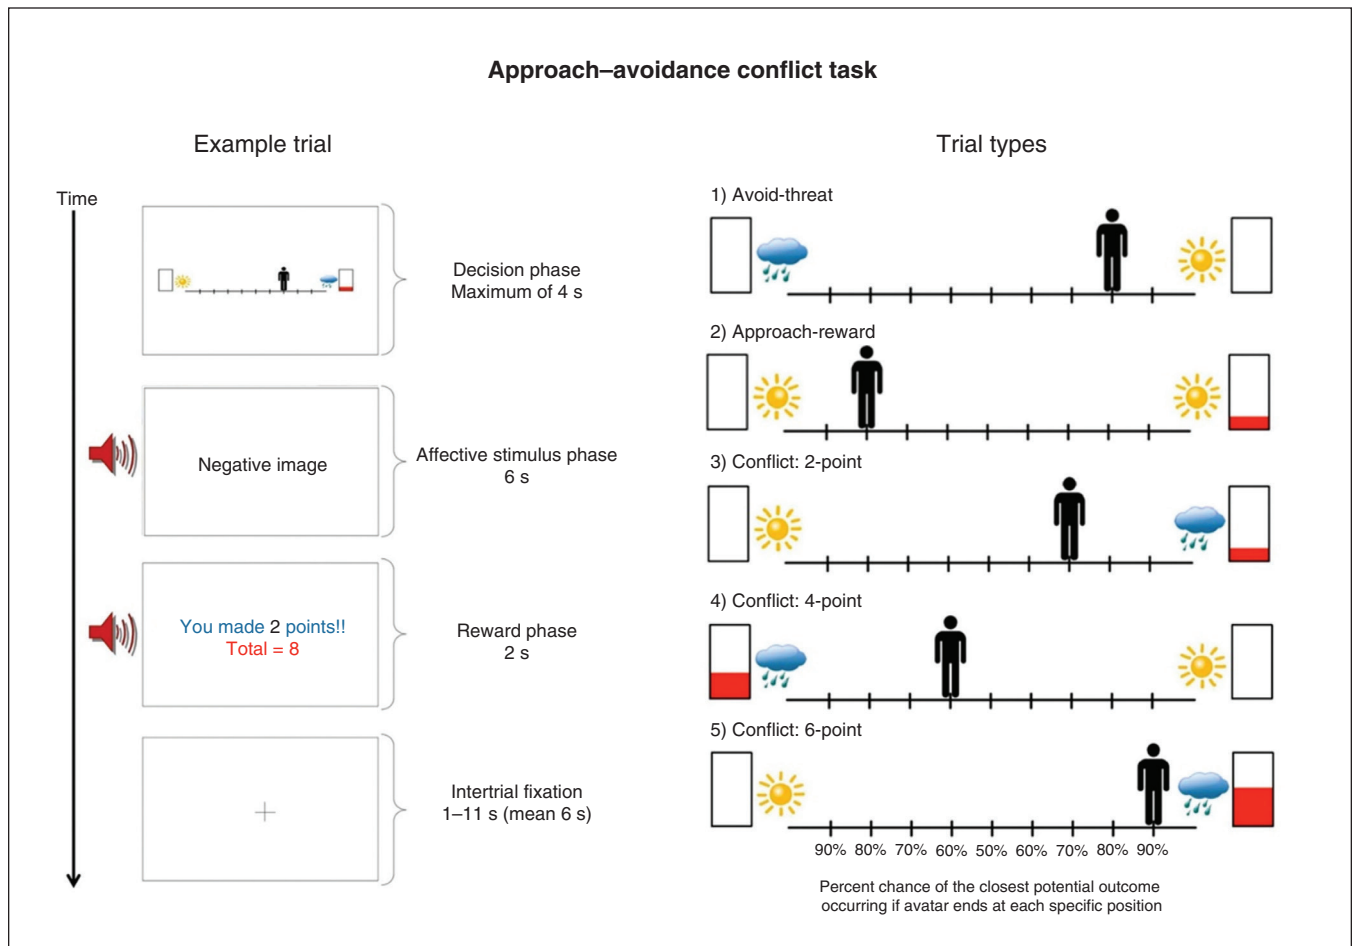 Approach–avoidance conflict task
Example trial
Time
Decision phase
Maximum of 4 s
Negative image
Affective stimulus phase
6 s
You made 2 points!!
Total = 8
Reward phase
2 s
Intertrial fixation
1–11 s (mean 6 s)
Trial types
1) Avoid-threat
2) Approach-reward
3) Conflict: 2-point
4) Conflict: 4-point
5) Conflict: 6-point
90% 80% 70% 60% 50% 60% 70% 80% 90%
Percent chance of the closest potential outcome
occurring if avatar ends at each specific position